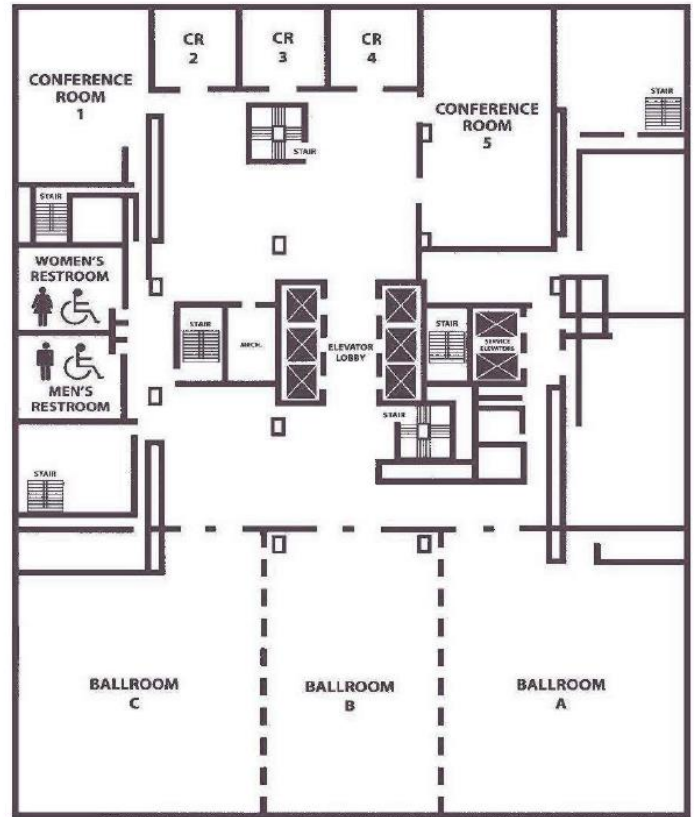 CR
2
CR
3
CR
4
CONFERENCE
ROOM
1
CONFERENCE
ROOM
5
STAIR
STAIR
STAIR
WOMEN'S
RESTROOM
MEN'S
RESTROOM
STAIR
MECH.
ELEVATOR
LOBBY
STAIR
SERVICE
ELEVATORS
STAIR
STAIR
BALLROOM
C
BALLROOM
B
BALLROOM
A